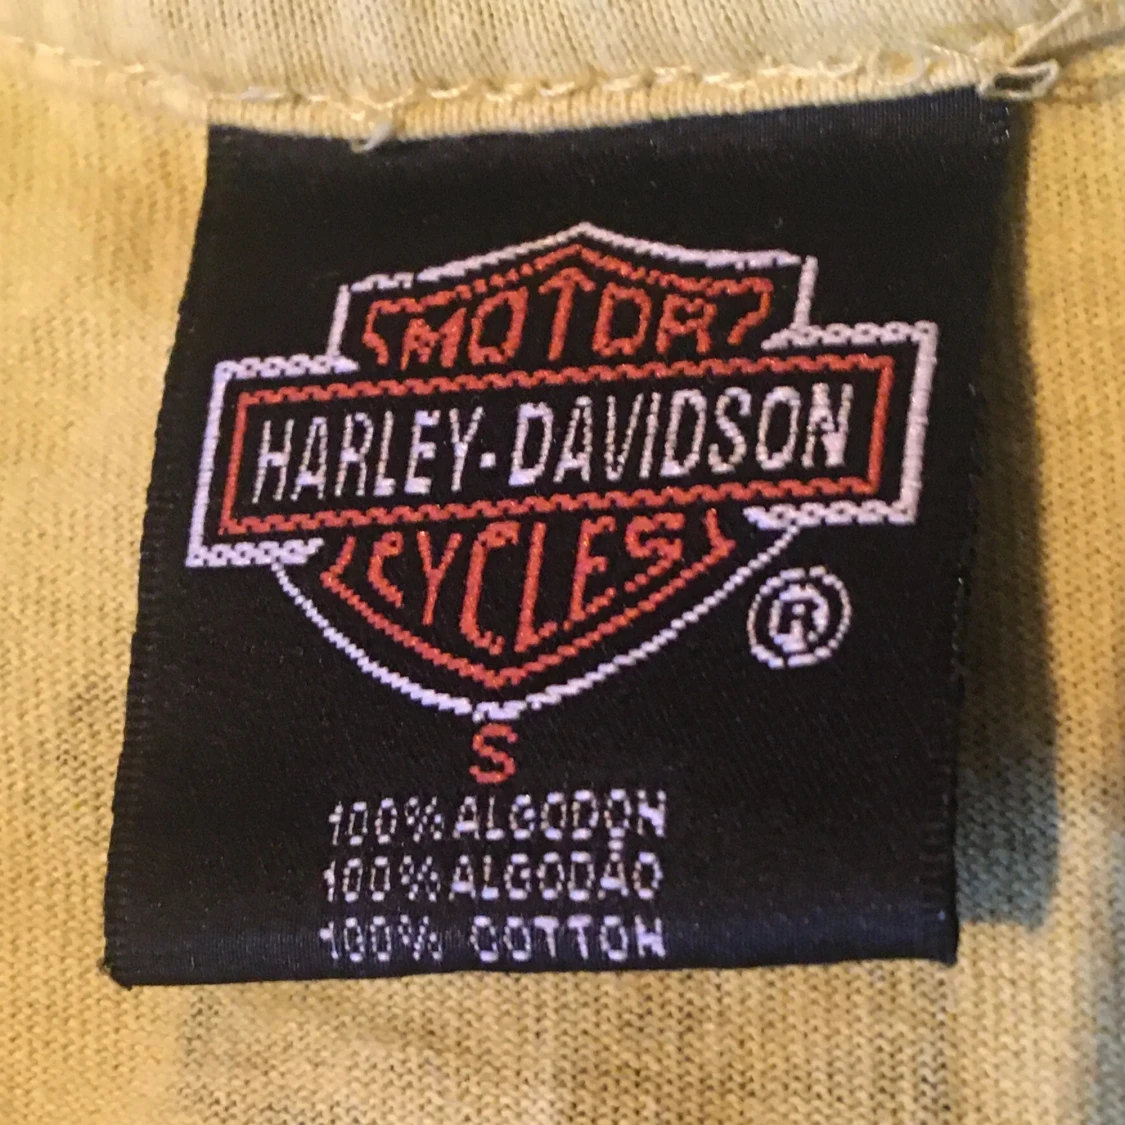 MOTOR
HARLEY-DAVIDSON
CYCLES
®
S
100% ALGODON
100% ALGODÃO
100% COTTON